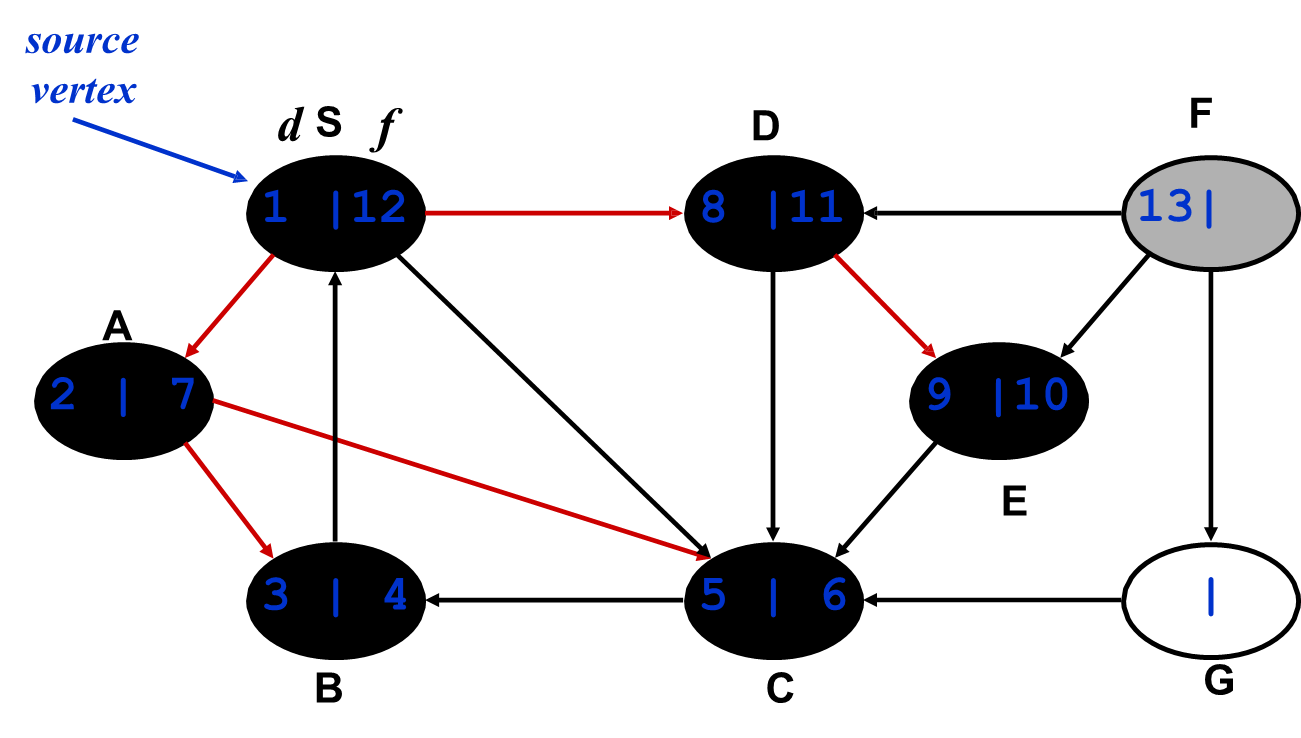 source
vertex
d S f
D
F
1 |12
8 |11
13|
A
2 | 7
9 |10
E
3 | 4
5 | 6
|
B
C
G